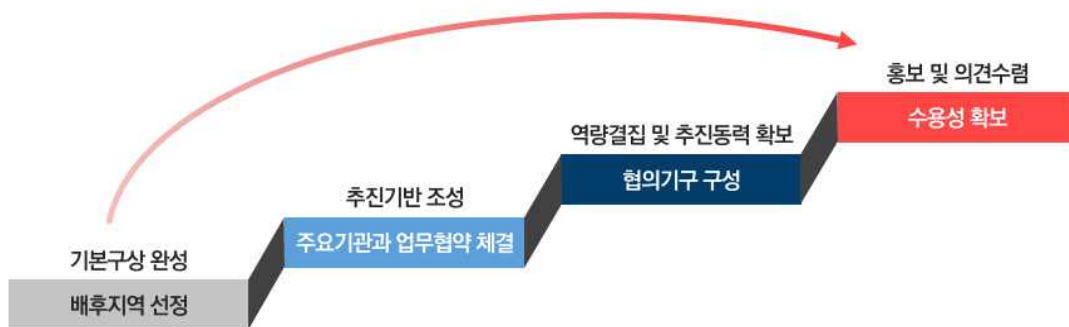 기본구상 완성
배후지역 선정
추진기반 조성
주요기관과 업무협약 체결
역량결집 및 추진동력 확보
협의기구 구성
홍보 및 의견수렴
수용성 확보